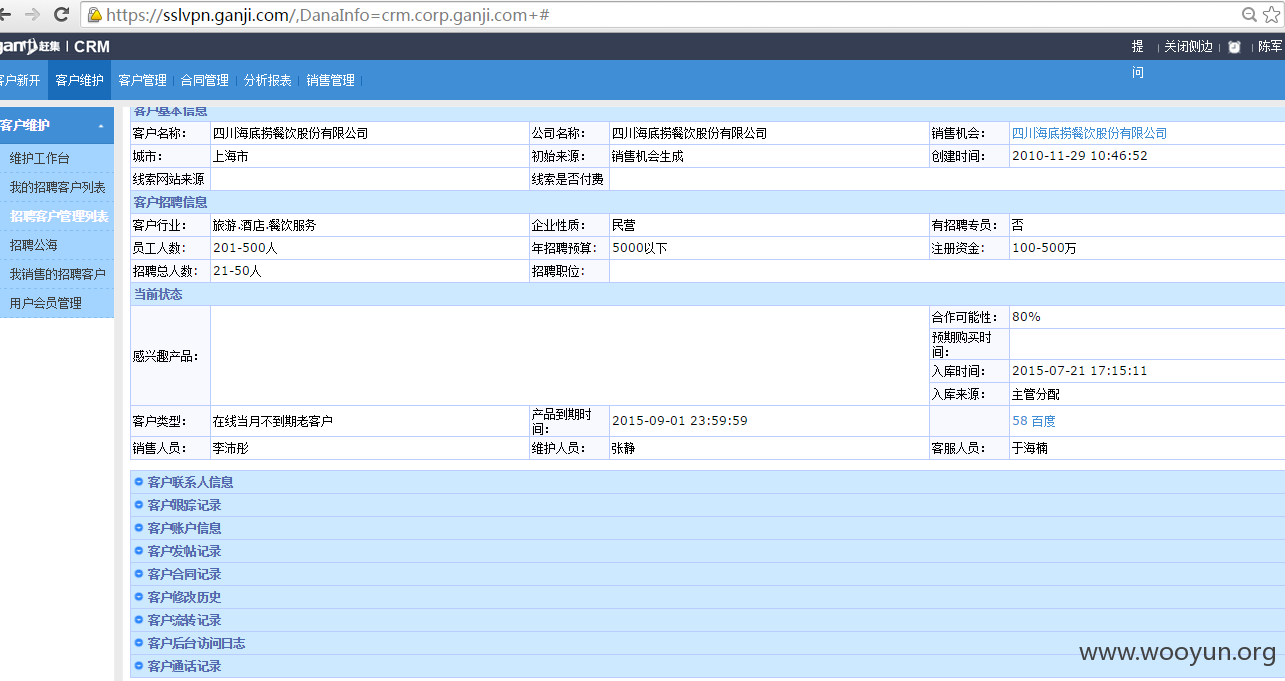 https://sslvpn.ganji.com/,DanaInfo=crm.corp.ganji.com+#
ganji赶集 | CRM
提问 | 关闭侧边 | 陈军
客户新开 客户维护 客户管理 合同管理 分析报表 销售管理
客户维护
维护工作台
我的招聘客户列表
招聘客户管理列表
招聘公海
我销售的招聘客户
用户会员管理
客户基本信息
客户名称: 四川海底捞餐饮股份有限公司 公司名称: 四川海底捞餐饮股份有限公司 销售机会: 四川海底捞餐饮股份有限公司
城市: 上海市 初始来源: 销售机会生成 创建时间: 2010-11-29 10:46:52
线索网站来源 线索是否付费
客户招聘信息
客户行业: 旅游.酒店.餐饮服务 企业性质: 民营 有招聘专员: 否
员工人数: 201-500人 年招聘预算: 5000以下 注册资金: 100-500万
招聘总人数: 21-50人 招聘职位:
当前状态
感兴趣产品: 合作可能性: 80%
预期购买时间:
入库时间: 2015-07-21 17:15:11
入库来源: 主管分配
客户类型: 在线当月不到期老客户 产品到期时间: 2015-09-01 23:59:59 58 百度
销售人员: 李沛彤 维护人员: 张静 客服人员: 于海楠
客户联系人信息
客户跟踪记录
客户账户信息
客户发帖记录
客户合同记录
客户修改历史
客户流转记录
客户后台访问日志
客户通话记录
www.wooyun.org